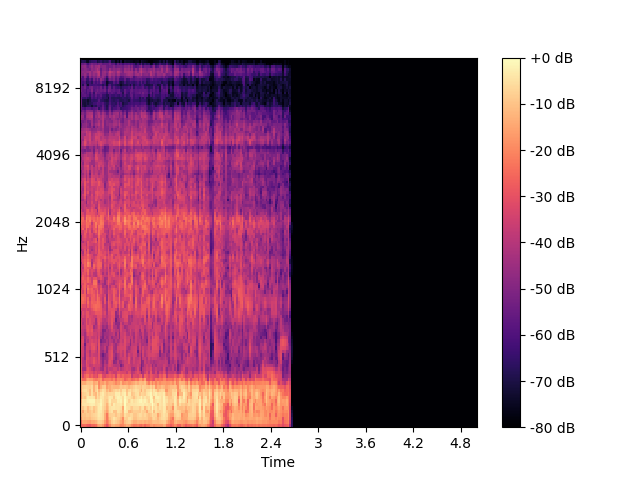 8192
4096
2048
1024
512
0
Hz
0 0.6 1.2 1.8 2.4 3 3.6 4.2 4.8
Time
+0 dB
-10 dB
-20 dB
-30 dB
-40 dB
-50 dB
-60 dB
-70 dB
-80 dB